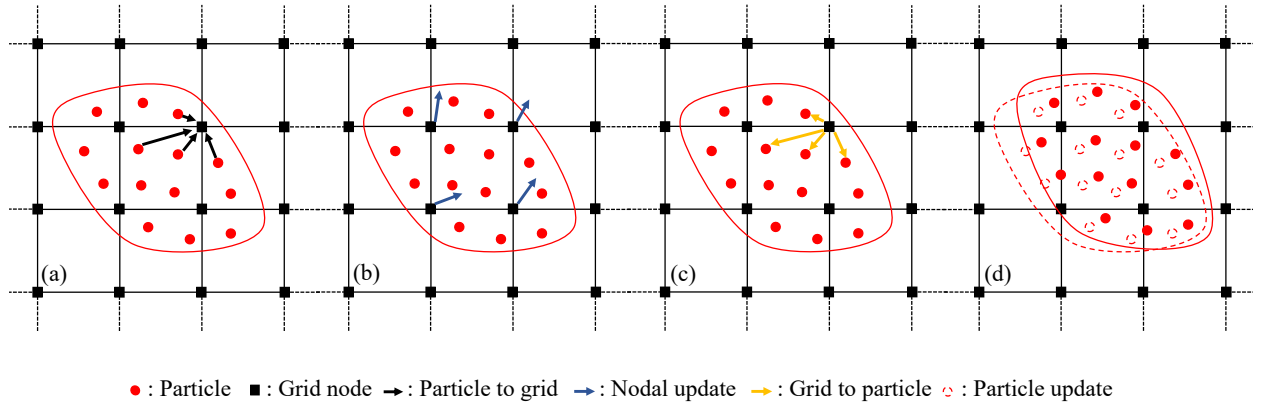 (a) (b) (c) (d)
: Particle : Grid node : Particle to grid : Nodal update : Grid to particle : Particle update